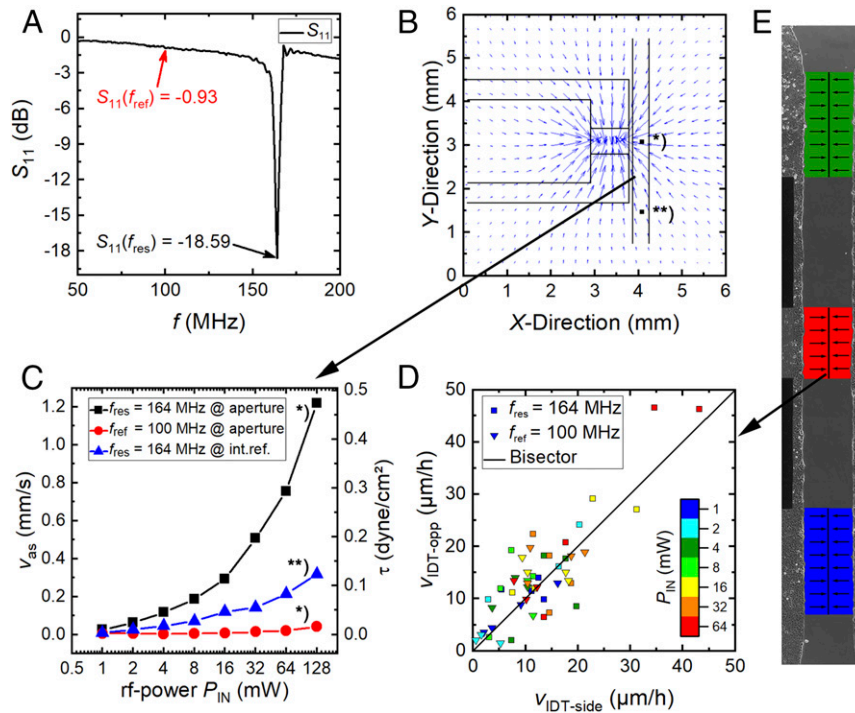 A
S11 (dB)
0
-3
-6
-9
-12
-15
-18
S11
S11(fref) = -0.93
S11(fres) = -18.59
50 100 150 200
f (MHz)
B
Y-Direction (mm)
6
5
4
3
2
1
0
*)
**)
0 1 2 3 4 5 6
X-Direction (mm)
E
C
vas (mm/s)
1.2
1.0
0.8
0.6
0.4
0.2
0.0
fres = 164 MHz @ aperture
fref = 100 MHz @ aperture
fres = 164 MHz @ int.ref.
*)
**)
*)
0.5
0.4
0.3
0.2
0.1
0.0
τ (dyne/cm²)
0.5 1 2 4 8 16 32 64 128
rf-power PIN (mW)
D
vIDT-opp (µm/h)
50
40
30
20
10
0
fres = 164 MHz
fref = 100 MHz
Bisector
PIN (mW)
1
2
4
8
16
32
64
0 10 20 30 40 50
vIDT-side (µm/h)